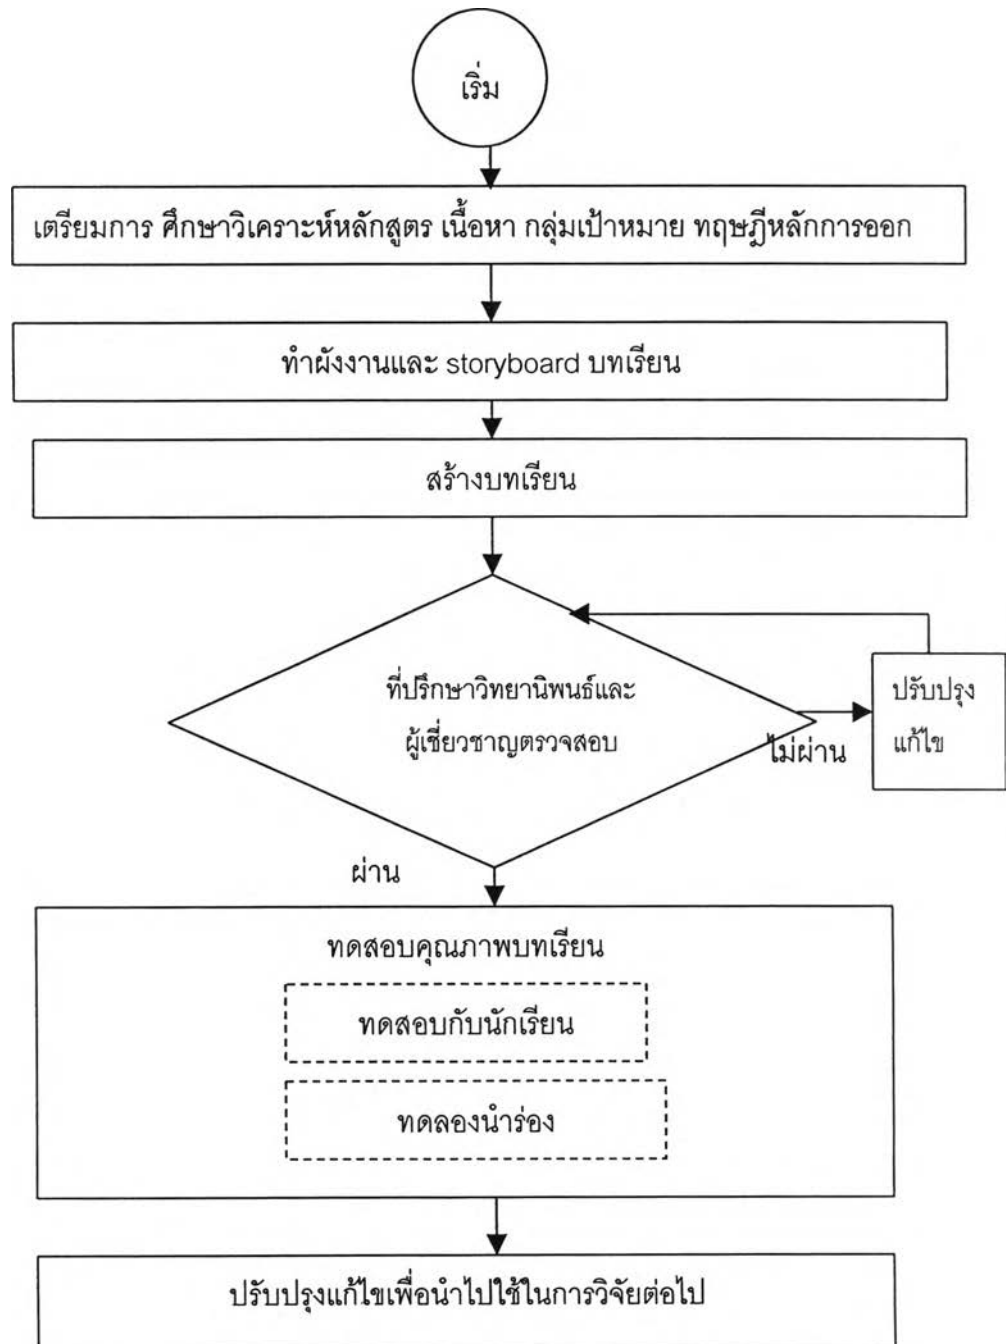 เริ่ม
เตรียมการ ศึกษาวิเคราะห์หลักสูตร เนื้อหา กลุ่มเป้าหมาย ทฤษฎีหลักการออก
ทำผังงานและ storyboard บทเรียน
สร้างบทเรียน
ที่ปรึกษาวิทยานิพนธ์และ
ผู้เชี่ยวชาญตรวจสอบ
ไม่ผ่าน
ปรับปรุง
แก้ไข
ผ่าน
ทดสอบคุณภาพบทเรียน
ทดสอบกับนักเรียน
ทดลองนำร่อง
ปรับปรุงแก้ไขเพื่อนำไปใช้ในการวิจัยต่อไป